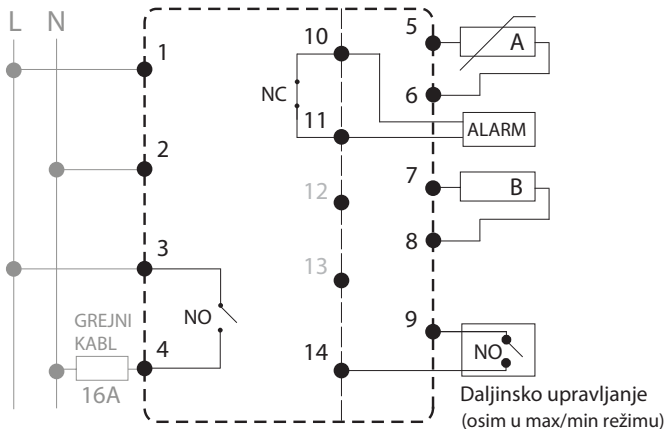 L N
1
2
3
4
GREJNI
KABL
16A
NO
NC
10
11
12
13
14
5
6
7
8
9
A
ALARM
B
NO
Daljinsko upravljanje
(osim u max/min režimu)